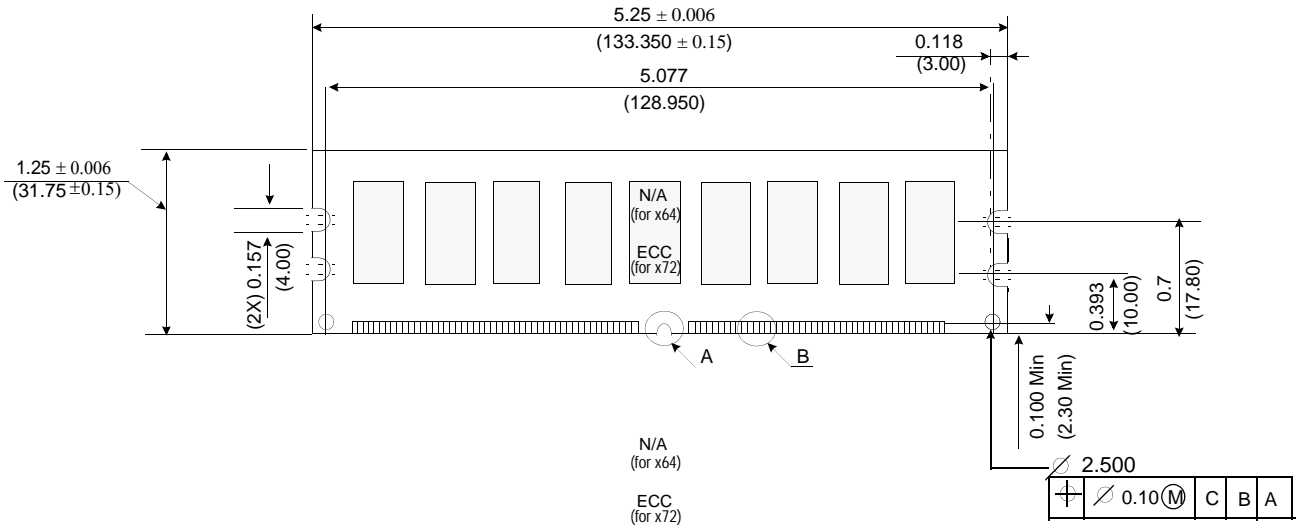 5.25 ± 0.006
(133.350 ± 0.15)
0.118
(3.00)
5.077
(128.950)
1.25 ± 0.006
(31.75 ±0.15)
N/A
(for x64)
ECC
(for x72)
(2X) 0.157
(4.00)
0.393
(10.00)
0.7
(17.80)
A
B
0.100 Min
(2.30 Min)
N/A
(for x64)
ECC
(for x72)
⌀ 2.500
⌖ ⌀ 0.10 Ⓜ C B A